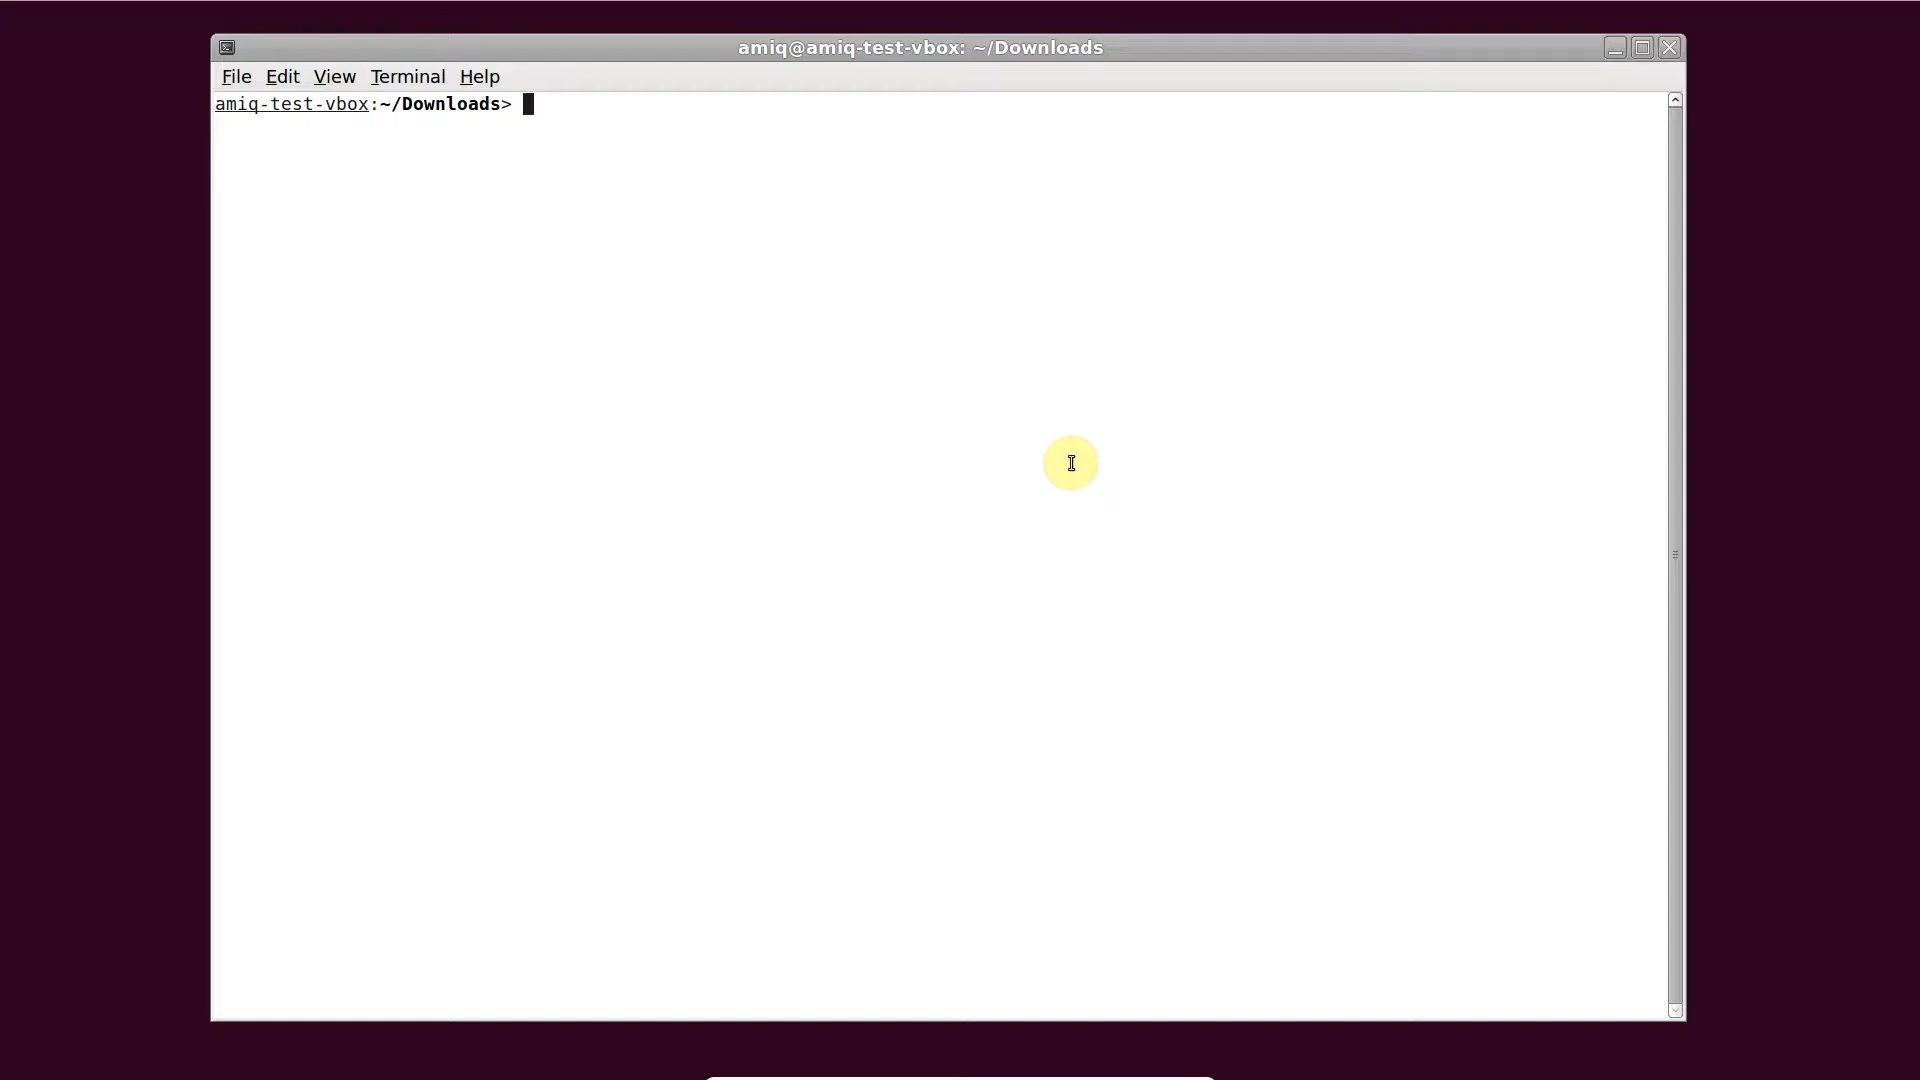 amiq@amiq-test-vbox: ~/Downloads
File Edit View Terminal Help
amiq-test-vbox:~/Downloads>